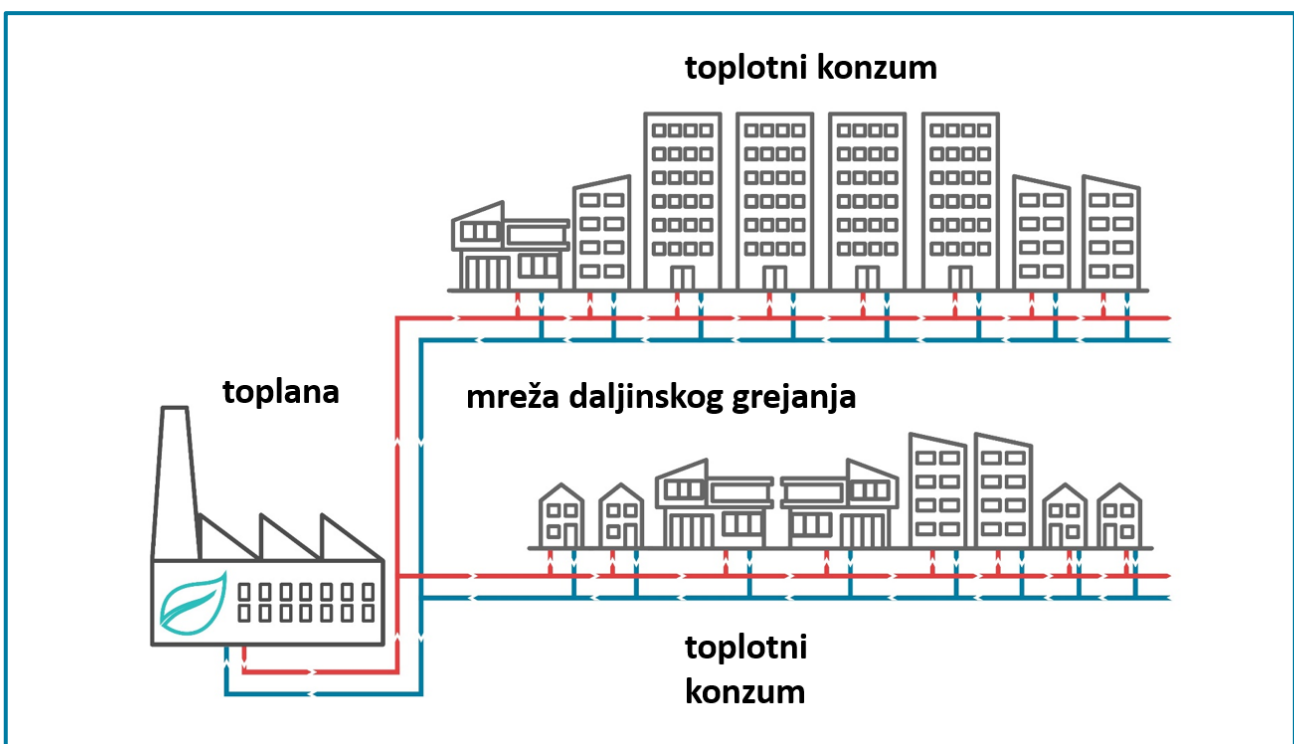 toplotni konzum
toplana
mreža daljinskog grejanja
toplotni
konzum